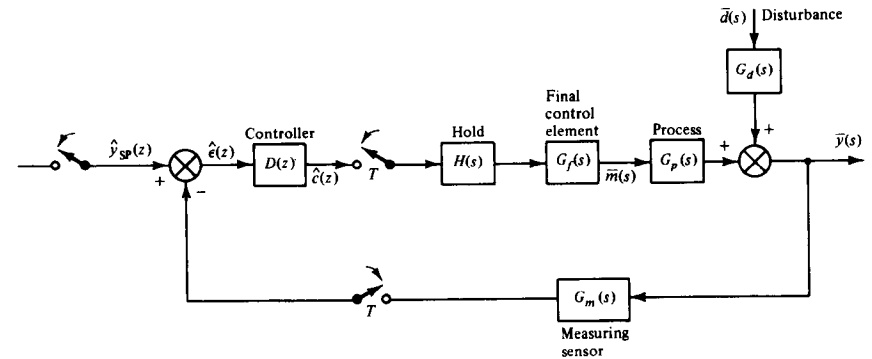 d̄(s) Disturbance
G_d(s)
Final
control
element
Controller
Hold
Process
ŷ_SP(z)
ε̂(z)
D(z)
ĉ(z)
T
H(s)
G_f(s)
m̄(s)
G_p(s)
ȳ(s)
+
−
+
+
T
G_m(s)
Measuring
sensor